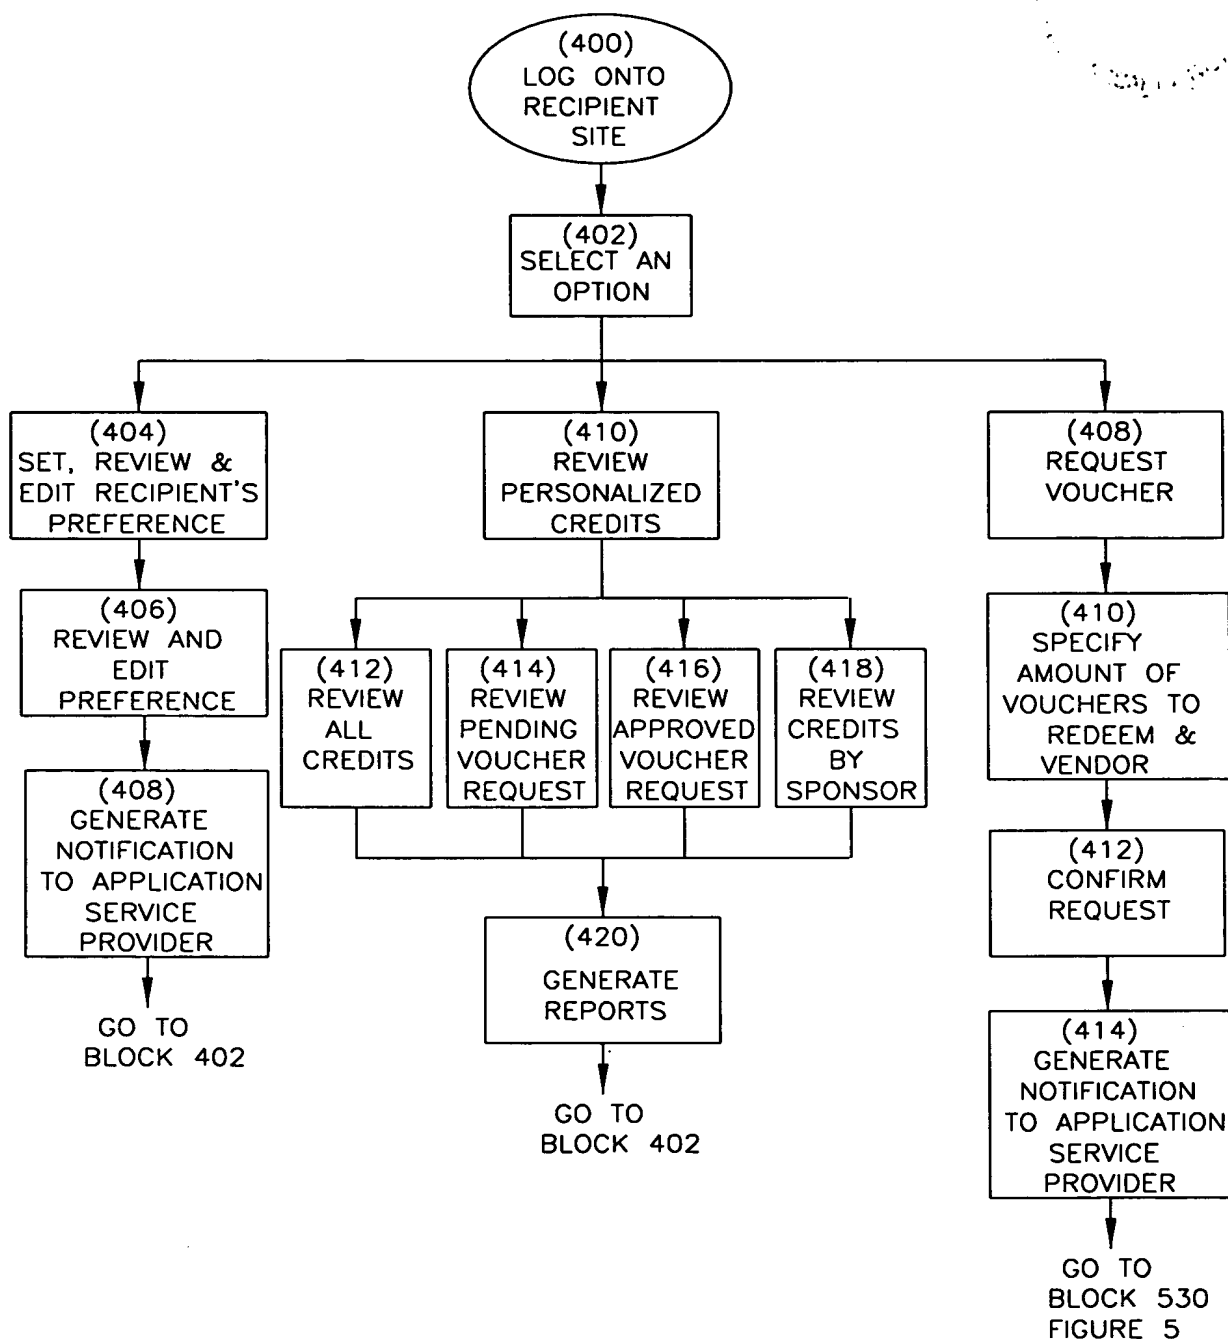 (400)
LOG ONTO
RECIPIENT
SITE
(402)
SELECT AN
OPTION
(404)
SET, REVIEW &
EDIT RECIPIENT'S
PREFERENCE
(406)
REVIEW AND
EDIT
PREFERENCE
(408)
GENERATE
NOTIFICATION
TO APPLICATION
SERVICE
PROVIDER
GO TO
BLOCK 402
(410)
REVIEW
PERSONALIZED
CREDITS
(412)
REVIEW
ALL
CREDITS
(414)
REVIEW
PENDING
VOUCHER
REQUEST
(416)
REVIEW
APPROVED
VOUCHER
REQUEST
(418)
REVIEW
CREDITS
BY
SPONSOR
(420)
GENERATE
REPORTS
GO TO
BLOCK 402
(408)
REQUEST
VOUCHER
(410)
SPECIFY
AMOUNT OF
VOUCHERS TO
REDEEM &
VENDOR
(412)
CONFIRM
REQUEST
(414)
GENERATE
NOTIFICATION
TO APPLICATION
SERVICE
PROVIDER
GO TO
BLOCK 530
FIGURE 5